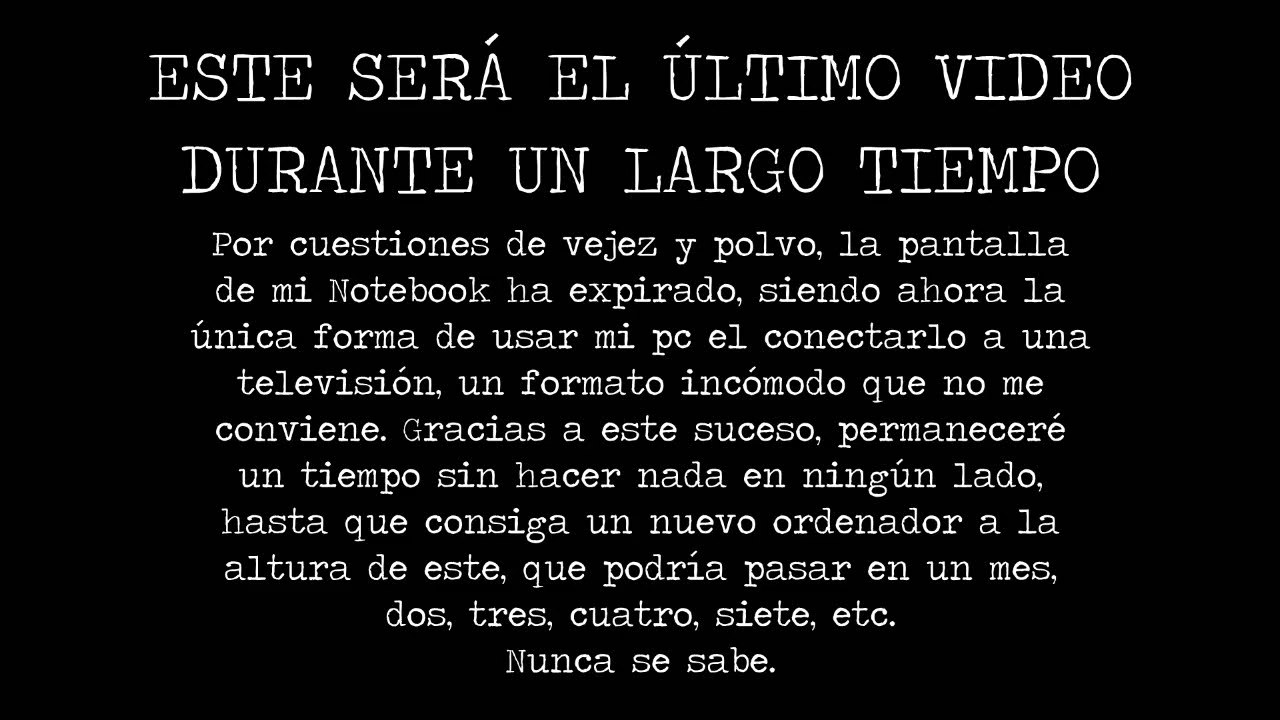 ESTE SERÁ EL ÚLTIMO VIDEO
DURANTE UN LARGO TIEMPO
Por cuestiones de vejez y polvo, la pantalla
de mi Notebook ha expirado, siendo ahora la
única forma de usar mi pc el conectarlo a una
televisión, un formato incómodo que no me
conviene. Gracias a este suceso, permaneceré
un tiempo sin hacer nada en ningún lado,
hasta que consiga un nuevo ordenador a la
altura de este, que podría pasar en un mes,
dos, tres, cuatro, siete, etc.
Nunca se sabe.